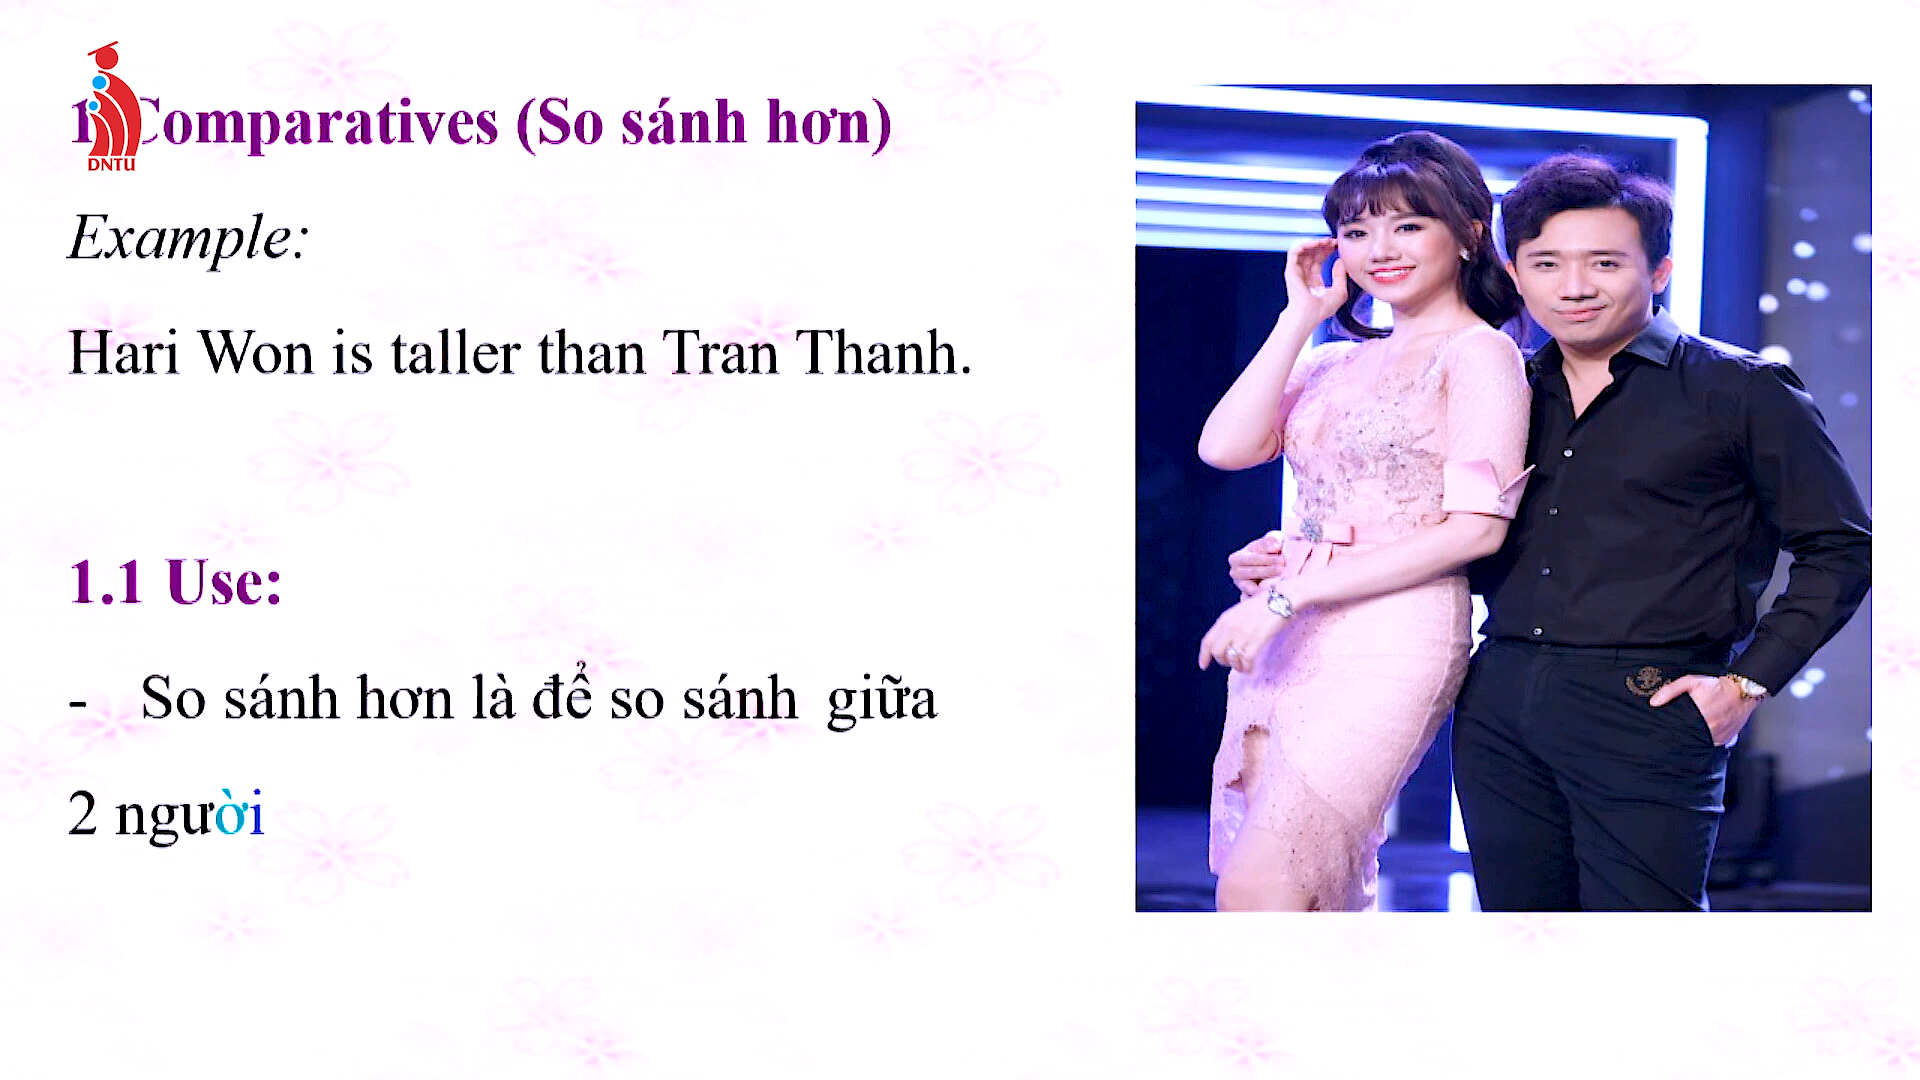 1. Comparatives (So sánh hơn)
DNTU
Example:
Hari Won is taller than Tran Thanh.
1.1 Use:
- So sánh hơn là để so sánh giữa
2 người